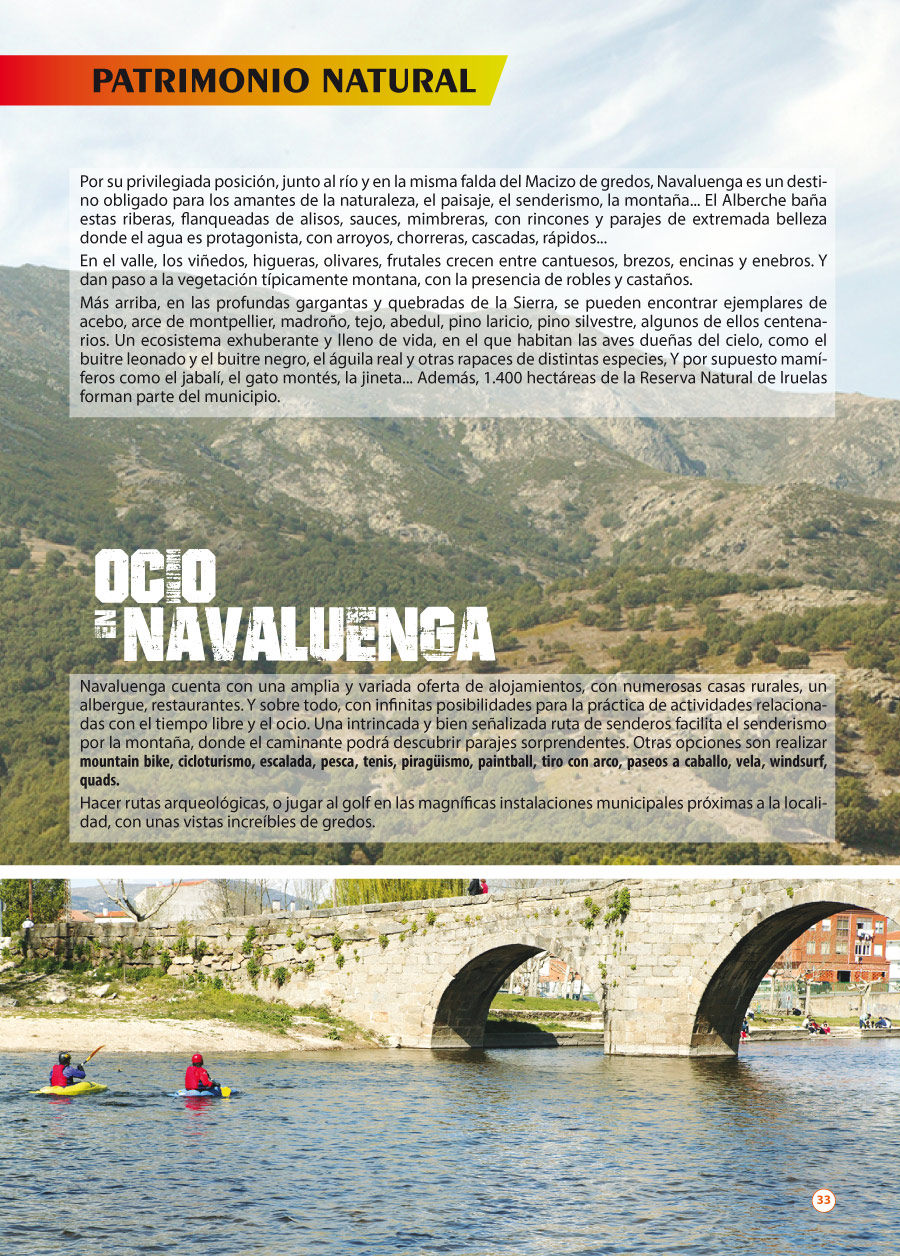 PATRIMONIO NATURAL
Por su privilegiada posición, junto al río y en la misma falda del Macizo de gredos, Navaluenga es un desti-
no obligado para los amantes de la naturaleza, el paisaje, el senderismo, la montaña... El Alberche baña
estas riberas, flanqueadas de alisos, sauces, mimbreras, con rincones y parajes de extremada belleza
donde el agua es protagonista, con arroyos, chorreras, cascadas, rápidos...
En el valle, los viñedos, higueras, olivares, frutales crecen entre cantuesos, brezos, encinas y enebros. Y
dan paso a la vegetación típicamente montana, con la presencia de robles y castaños.
Más arriba, en las profundas gargantas y quebradas de la Sierra, se pueden encontrar ejemplares de
acebo, arce de montpellier, madroño, tejo, abedul, pino laricio, pino silvestre, algunos de ellos centena-
rios. Un ecosistema exhuberante y lleno de vida, en el que habitan las aves dueñas del cielo, como el
buitre leonado y el buitre negro, el águila real y otras rapaces de distintas especies, Y por supuesto mamí-
feros como el jabalí, el gato montés, la jineta... Además, 1.400 hectáreas de la Reserva Natural de Iruelas
forman parte del municipio.
OCIO
EN NAVALUENGA
Navaluenga cuenta con una amplia y variada oferta de alojamientos, con numerosas casas rurales, un
albergue, restaurantes. Y sobre todo, con infinitas posibilidades para la práctica de actividades relaciona-
das con el tiempo libre y el ocio. Una intrincada y bien señalizada ruta de senderos facilita el senderismo
por la montaña, donde el caminante podrá descubrir parajes sorprendentes. Otras opciones son realizar
mountain bike, cicloturismo, escalada, pesca, tenis, piragüismo, paintball, tiro con arco, paseos a caballo, vela, windsurf,
quads.
Hacer rutas arqueológicas, o jugar al golf en las magníficas instalaciones municipales próximas a la locali-
dad, con unas vistas increíbles de gredos.
33